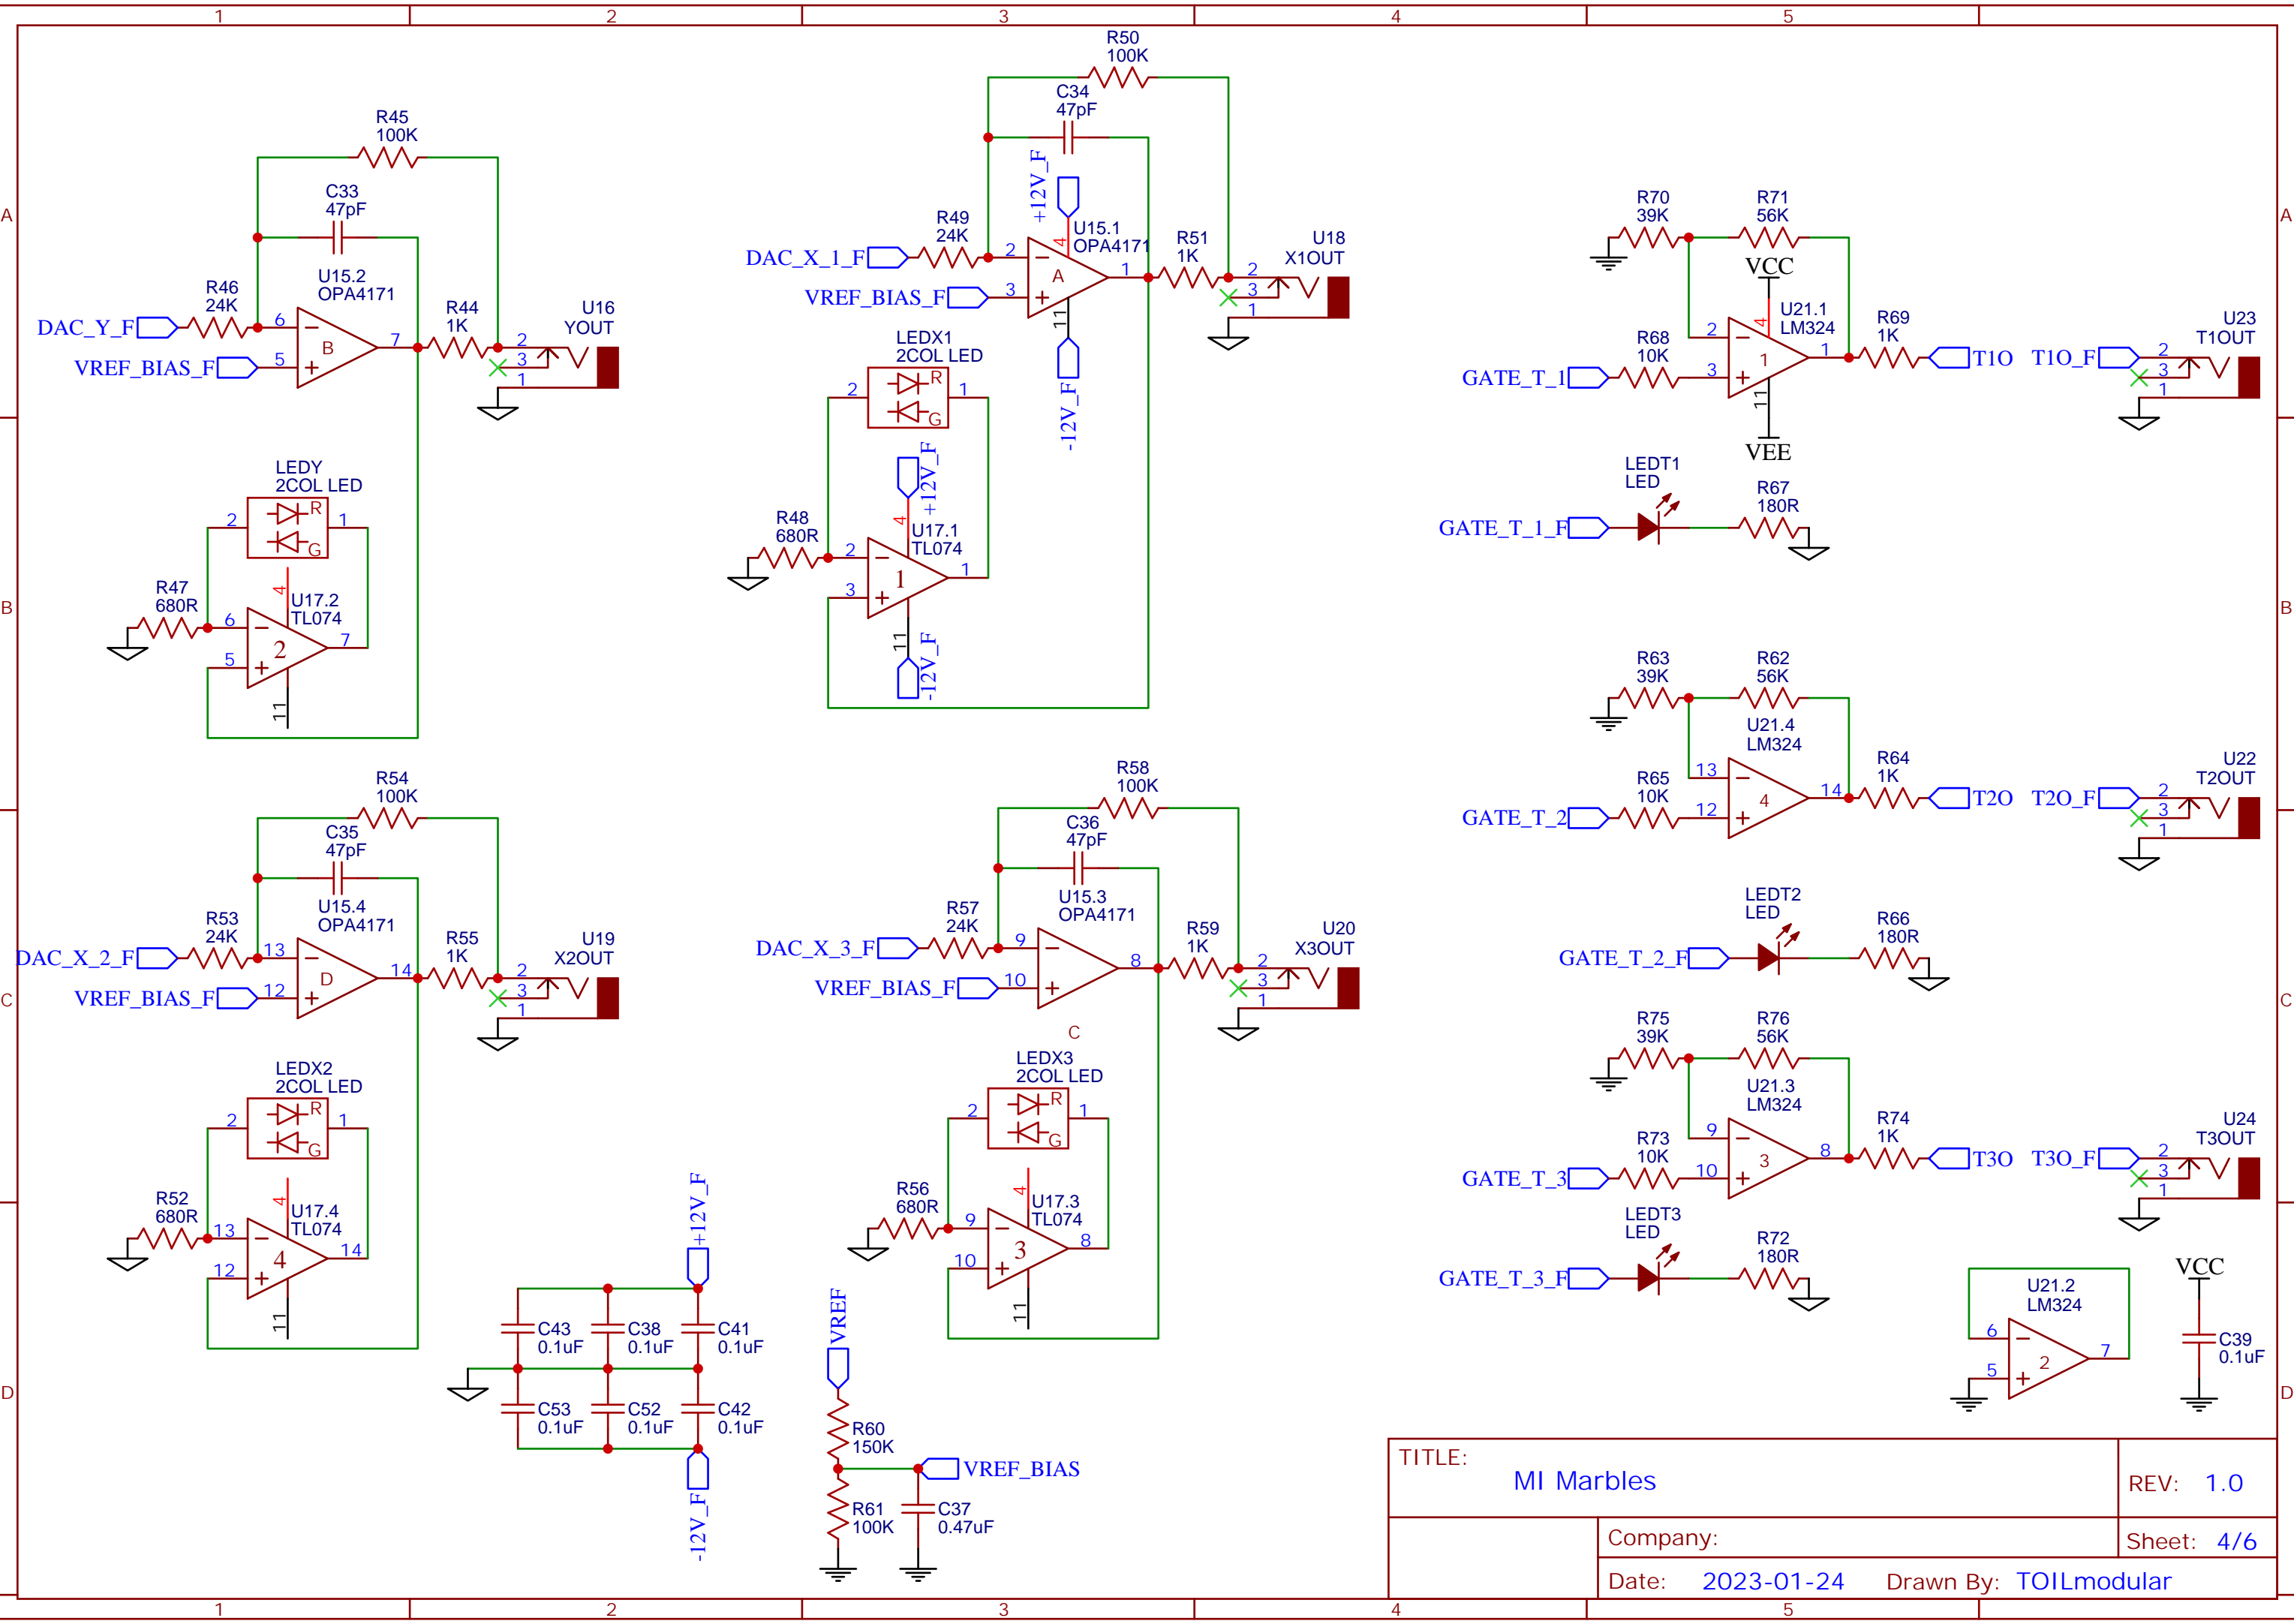 1
2
3
4
5
A
B
C
D
R45
100K
C33
47pF
U15.2
OPA4171
R46
24K
DAC_Y_F
6
VREF_BIAS_F
5
B
7
R44
1K
U16
YOUT
2
3
1
LEDY
2COL LED
2
R
G
1
R47
680R
4
U17.2
TL074
6
5
2
7
11
R50
100K
C34
47pF
+12V_F
R49
24K
DAC_X_1_F
2
VREF_BIAS_F
3
4
U15.1
OPA4171
A
1
11
-12V_F
R51
1K
U18
X1OUT
2
3
1
LEDX1
2COL LED
2
R
G
1
+12V_F
R48
680R
4
U17.1
TL074
2
3
1
1
11
-12V_F
R54
100K
C35
47pF
U15.4
OPA4171
R53
24K
DAC_X_2_F
13
VREF_BIAS_F
12
D
14
R55
1K
U19
X2OUT
2
3
1
LEDX2
2COL LED
2
R
G
1
R52
680R
4
U17.4
TL074
13
12
4
14
11
R58
100K
C36
47pF
U15.3
OPA4171
R57
24K
DAC_X_3_F
9
VREF_BIAS_F
10
8
C
R59
1K
U20
X3OUT
2
3
1
LEDX3
2COL LED
2
R
G
1
R56
680R
4
U17.3
TL074
9
10
3
8
11
+12V_F
C43
0.1uF
C38
0.1uF
C41
0.1uF
C53
0.1uF
C52
0.1uF
C42
0.1uF
-12V_F
VREF
R60
150K
VREF_BIAS
R61
100K
C37
0.47uF
R70
39K
R71
56K
VCC
4
U21.1
LM324
R68
10K
GATE_T_1
2
3
1
1
11
VEE
R69
1K
T1O
T1O_F
U23
T1OUT
2
3
1
LEDT1
LED
GATE_T_1_F
R67
180R
R63
39K
R62
56K
U21.4
LM324
R65
10K
GATE_T_2
13
12
4
14
R64
1K
T2O
T2O_F
U22
T2OUT
2
3
1
LEDT2
LED
GATE_T_2_F
R66
180R
R75
39K
R76
56K
U21.3
LM324
R73
10K
GATE_T_3
9
10
3
8
R74
1K
T3O
T3O_F
U24
T3OUT
2
3
1
LEDT3
LED
GATE_T_3_F
R72
180R
U21.2
LM324
6
5
2
7
VCC
C39
0.1uF
TITLE:
MI Marbles
REV: 1.0
Company:
Sheet: 4/6
Date: 2023-01-24 Drawn By: TOILmodular
A
B
C
D
1
2
3
4
5